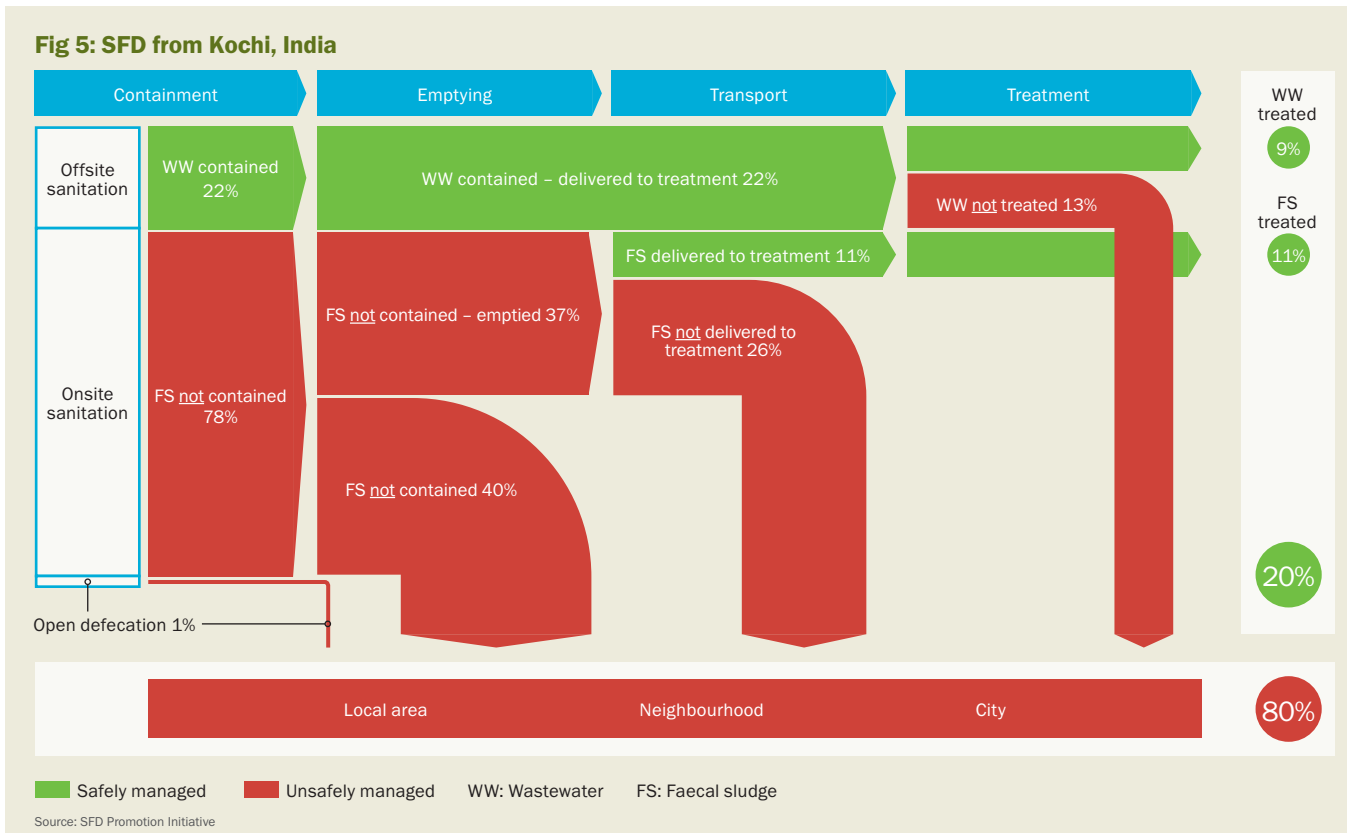 Fig 5: SFD from Kochi, India
Containment
Emptying
Transport
Treatment
WW
treated
9%
FS
treated
11%
20%
Offsite
sanitation
WW contained
22%
WW contained – delivered to treatment 22%
WW not treated 13%
FS delivered to treatment 11%
Onsite
sanitation
FS not contained
78%
FS not contained – emptied 37%
FS not delivered to
treatment 26%
FS not contained 40%
Open defecation 1%
Local area
Neighbourhood
City
80%
Safely managed
Unsafely managed
WW: Wastewater
FS: Faecal sludge
Source: SFD Promotion Initiative